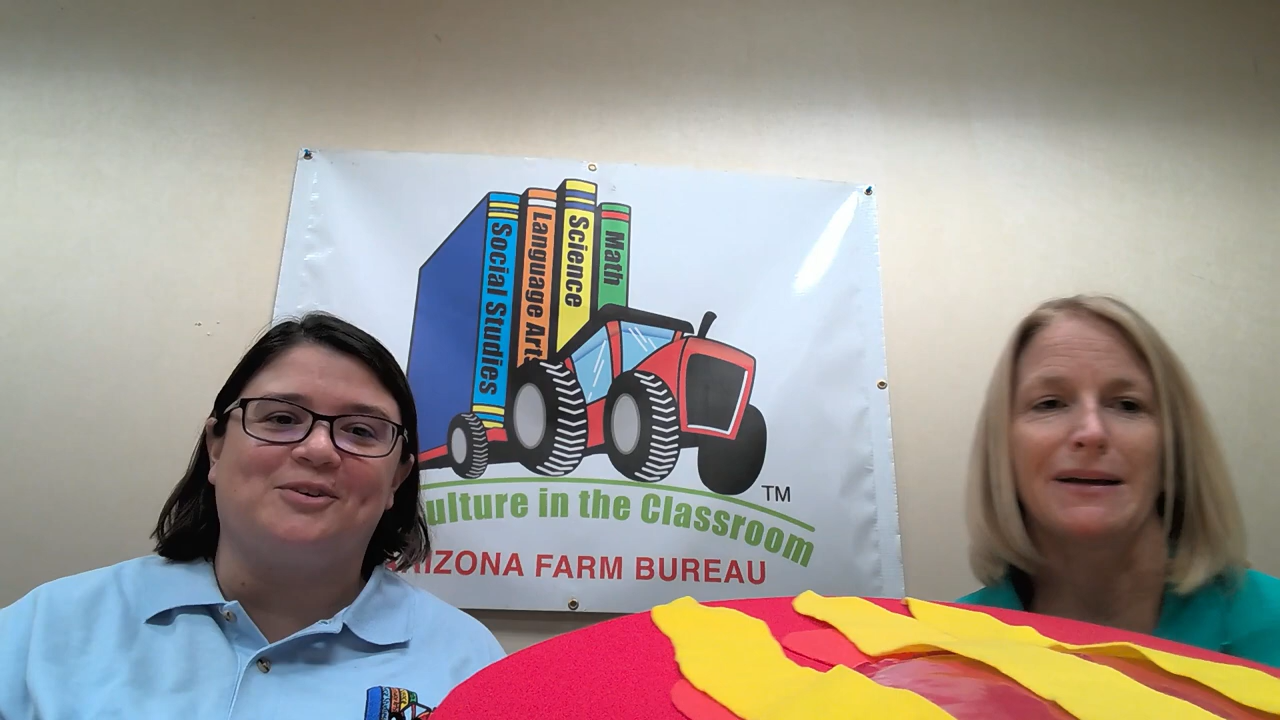 Social Studies
Language Arts
Science
Math
TM
ulture in the Classroom
IZONA FARM BUREAU